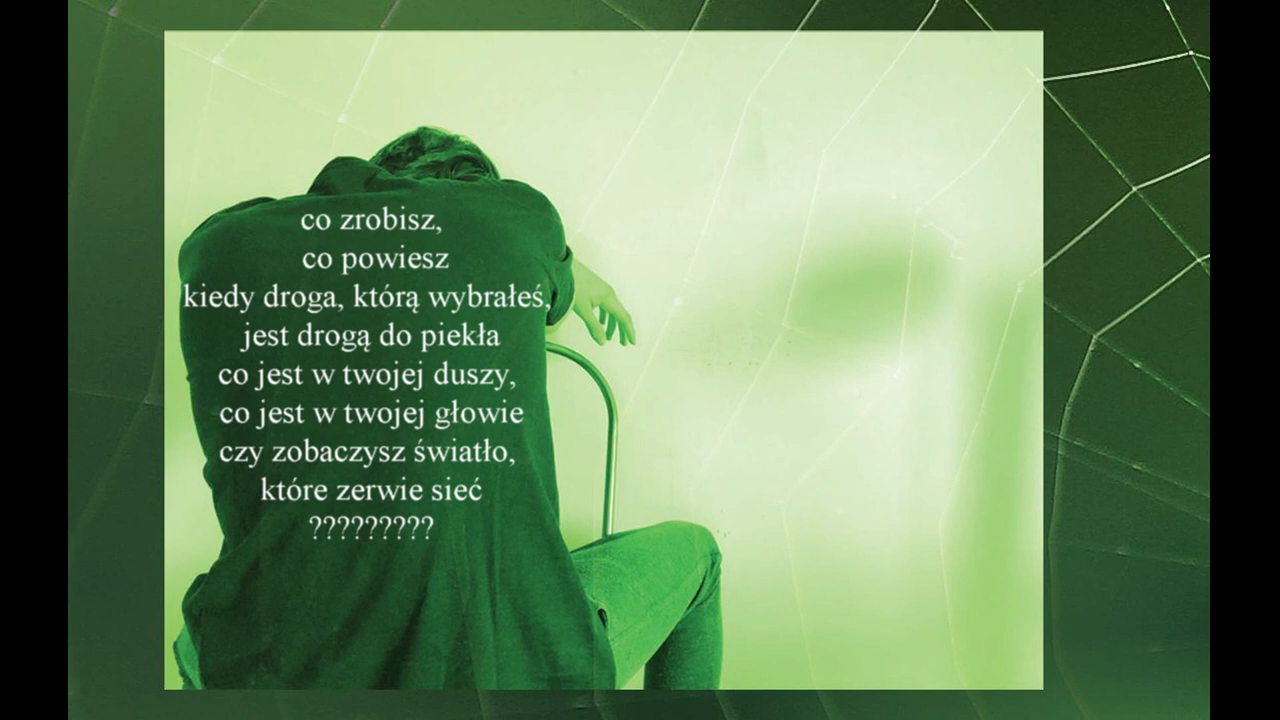 co zrobisz,
co powiesz
kiedy droga, którą wybrałeś,
jest drogą do piekła
co jest w twojej duszy,
co jest w twojej głowie
czy zobaczysz światło,
które zerwie sieć
?????????